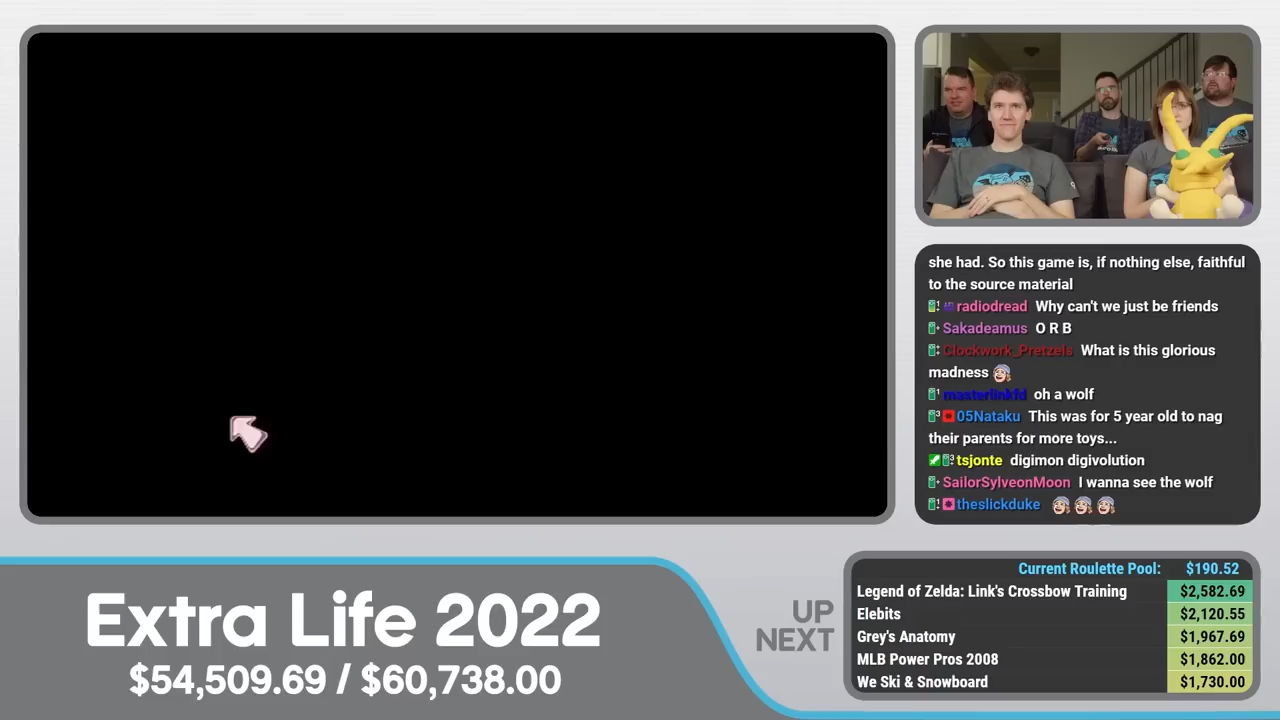 she had. So this game is, if nothing else, faithful
to the source material
radiodread Why can't we just be friends
Sakadeamus O R B
Clockwork_Pretzels What is this glorious
madness
masterlinkfd oh a wolf
05Nataku This was for 5 year old to nag
their parents for more toys...
tsjonte digimon digivolution
SailorSylveonMoon I wanna see the wolf
theslickduke
Extra Life 2022
$54,509.69 / $60,738.00
UP
NEXT
Current Roulette Pool: $190.52
Legend of Zelda: Link's Crossbow Training $2,582.69
Elebits $2,120.55
Grey's Anatomy $1,967.69
MLB Power Pros 2008 $1,862.00
We Ski & Snowboard $1,730.00